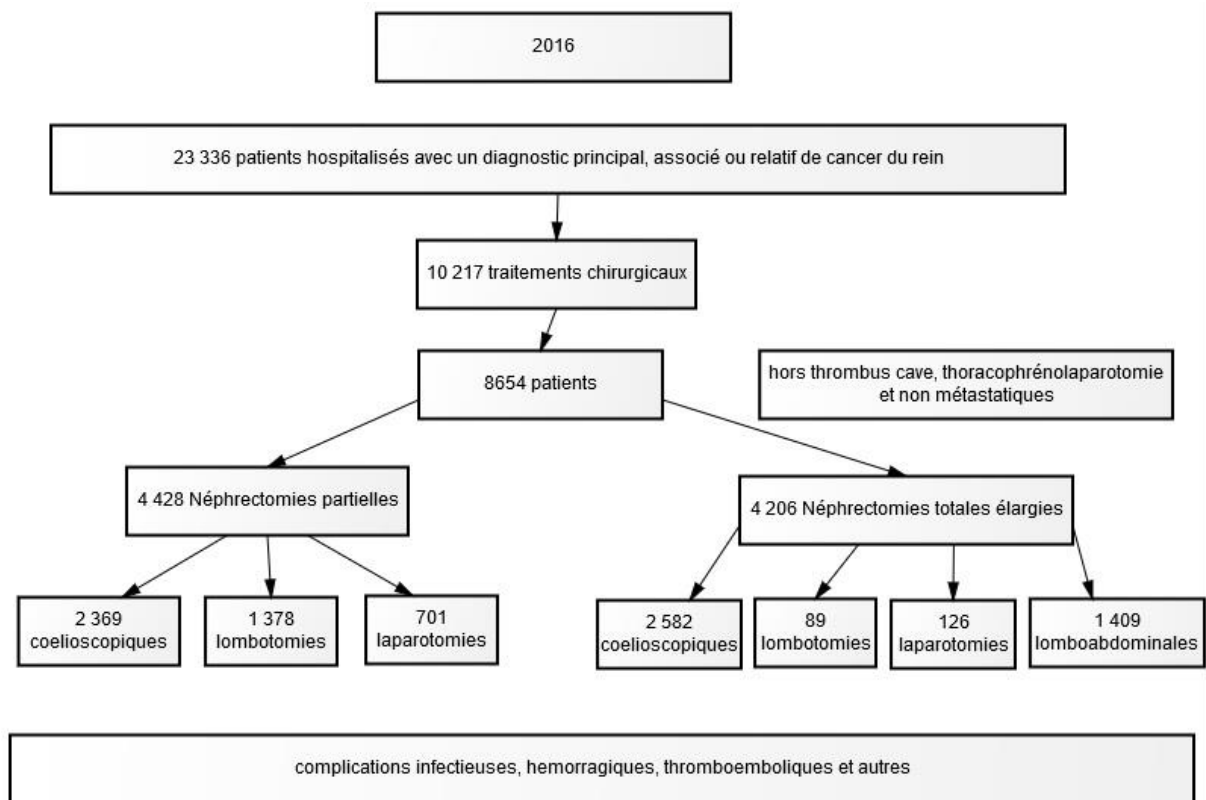 2016
23 336 patients hospitalisés avec un diagnostic principal, associé ou relatif de cancer du rein
10 217 traitements chirurgicaux
8654 patients
hors thrombus cave, thoracophrénolaparotomie
et non métastatiques
4 428 Néphrectomies partielles
4 206 Néphrectomies totales élargies
2 369
coelioscopiques
1 378
lombotomies
701
laparotomies
2 582
coelioscopiques
89
lombotomies
126
laparotomies
1 409
lomboabdominales
complications infectieuses, hemorragiques, thromboemboliques et autres